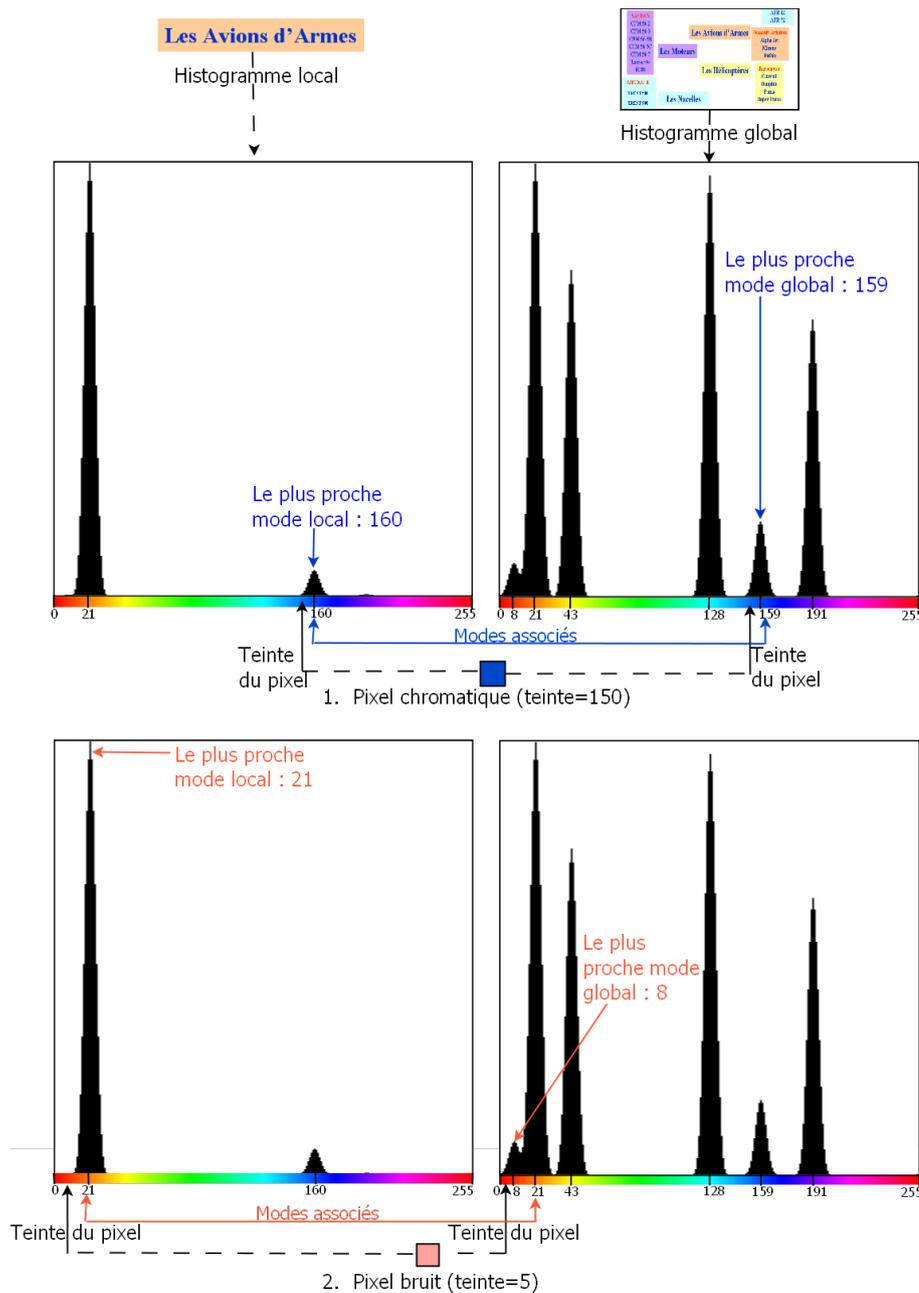 Les Avions d'Armes
Histogramme local
Les Avions d'Armes
Les Moteurs
Les Hélicoptères
Les Nacelles
Histogramme global
Le plus proche
mode local : 160
Le plus proche
mode global : 159
0 21 160 255
0 8 21 43 128 159 191 255
Modes associés
Teinte
du pixel
Teinte
du pixel
1. Pixel chromatique (teinte=150)
Le plus proche
mode local : 21
Le plus
proche mode
global : 8
0 21 160 255
0 8 21 43 128 159 191 255
Modes associés
Teinte du pixel
Teinte du pixel
2. Pixel bruit (teinte=5)